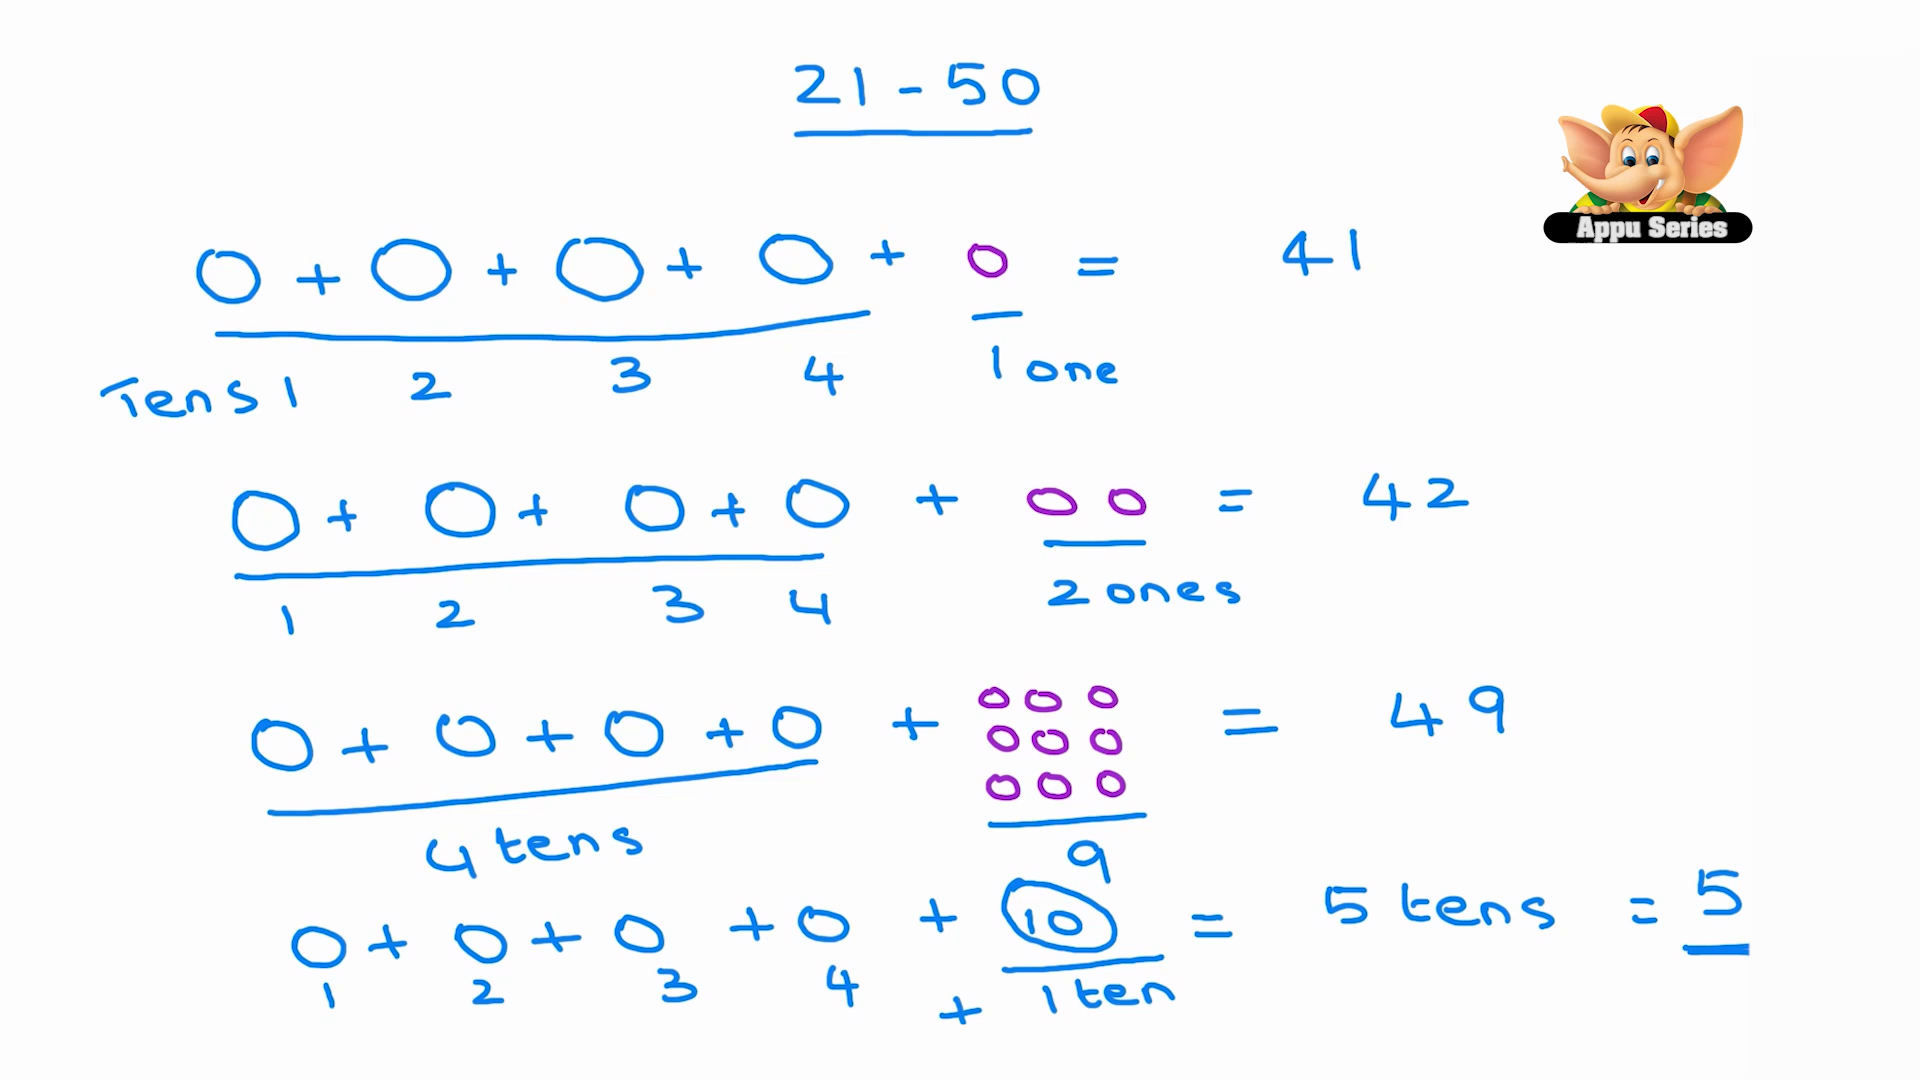 21-50
Appu Series
O + O + O + O + o = 41
Tens 1 2 3 4 1 one
O + O + O + O + o o = 42
1 2 3 4 2 ones
o o o
O + O + O + O + o o o = 49
o o o
4 tens 9
O + O + O + O + 10 = 5 tens = 5
1 2 3 4 + 1 ten